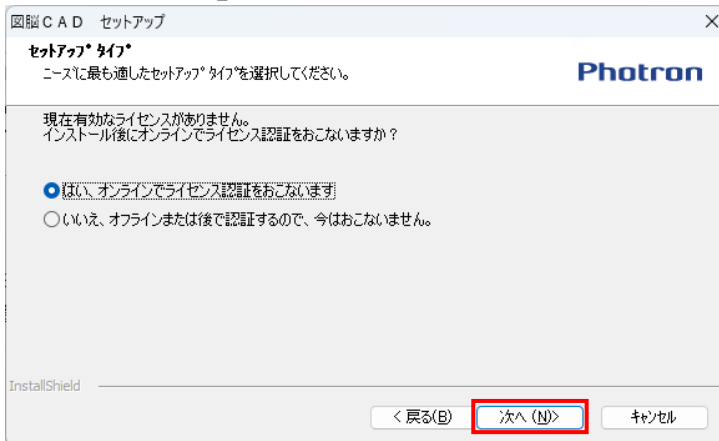 図脳CAD セットアップ
セットアップ タイプ
ニーズに最も適したセットアップ タイプを選択してください。
Photron
現在有効なライセンスがありません。
インストール後にオンラインでライセンス認証をおこないますか？
はい、オンラインでライセンス認証をおこないます
いいえ、オフラインまたは後で認証するので、今はおこないません。
InstallShield
< 戻る(B)
次へ (N)>
キャンセル